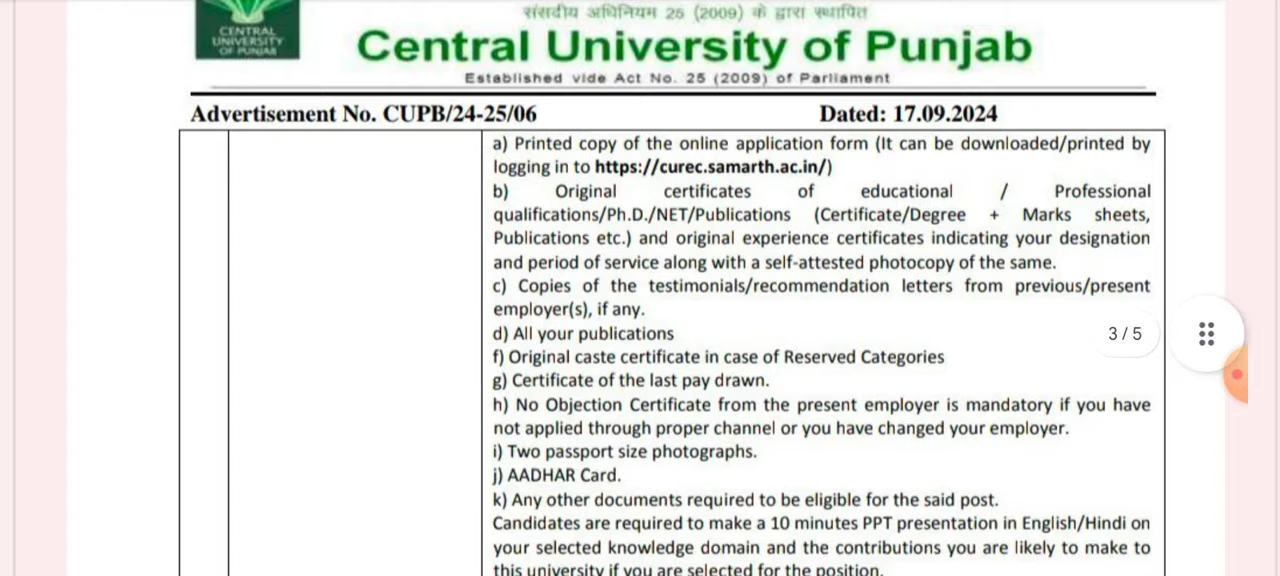 संसदीय अधिनियम 25 (2009) के द्वारा स्थापित
CENTRAL
UNIVERSITY
OF PUNJAB
Central University of Punjab
Established vide Act No. 25 (2009) of Parliament
Advertisement No. CUPB/24-25/06 Dated: 17.09.2024
a) Printed copy of the online application form (It can be downloaded/printed by
logging in to https://curec.samarth.ac.in/)
b) Original certificates of educational / Professional
qualifications/Ph.D./NET/Publications (Certificate/Degree + Marks sheets,
Publications etc.) and original experience certificates indicating your designation
and period of service along with a self-attested photocopy of the same.
c) Copies of the testimonials/recommendation letters from previous/present
employer(s), if any.
d) All your publications
3 / 5
f) Original caste certificate in case of Reserved Categories
g) Certificate of the last pay drawn.
h) No Objection Certificate from the present employer is mandatory if you have
not applied through proper channel or you have changed your employer.
i) Two passport size photographs.
j) AADHAR Card.
k) Any other documents required to be eligible for the said post.
Candidates are required to make a 10 minutes PPT presentation in English/Hindi on
your selected knowledge domain and the contributions you are likely to make to
this university if you are selected for the position.